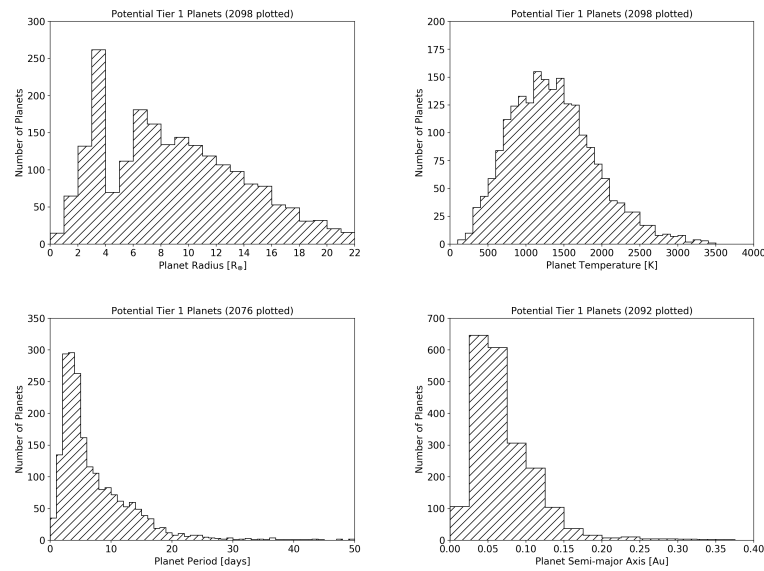 Potential Tier 1 Planets (2098 plotted)
300
250
200
150
100
50
0
Number of Planets
0 2 4 6 8 10 12 14 16 18 20 22
Planet Radius [R⊕]
Potential Tier 1 Planets (2098 plotted)
200
175
150
125
100
75
50
25
0
Number of Planets
0 500 1000 1500 2000 2500 3000 3500 4000
Planet Temperature [K]
Potential Tier 1 Planets (2076 plotted)
350
300
250
200
150
100
50
0
Number of Planets
0 10 20 30 40 50
Planet Period [days]
Potential Tier 1 Planets (2092 plotted)
700
600
500
400
300
200
100
0
Number of Planets
0.00 0.05 0.10 0.15 0.20 0.25 0.30 0.35 0.40
Planet Semi-major Axis [Au]